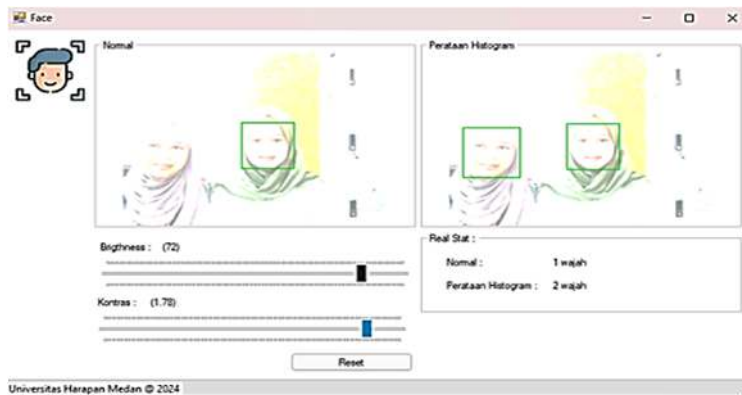 Face
Normal
Perataan Histogram
Brigthness : (72)
Kontras : (1.78)
Reset
Real Stat :
Normal : 1 wajah
Perataan Histogram : 2 wajah
Universitas Harapan Medan @ 2024